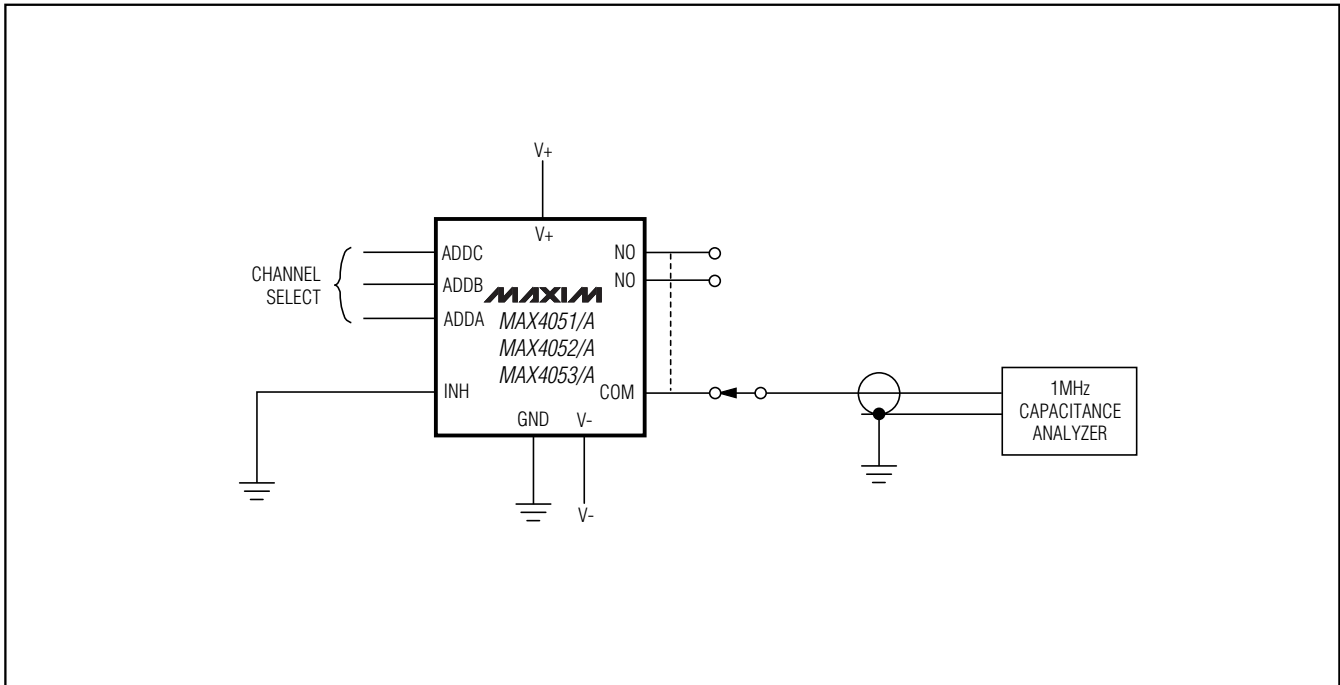 V+
V+
CHANNEL
SELECT
ADDC
ADDB
ADDA
INH
MAXIM
MAX4051/A
MAX4052/A
MAX4053/A
NO
NO
COM
GND
V-
V-
1MHz
CAPACITANCE
ANALYZER